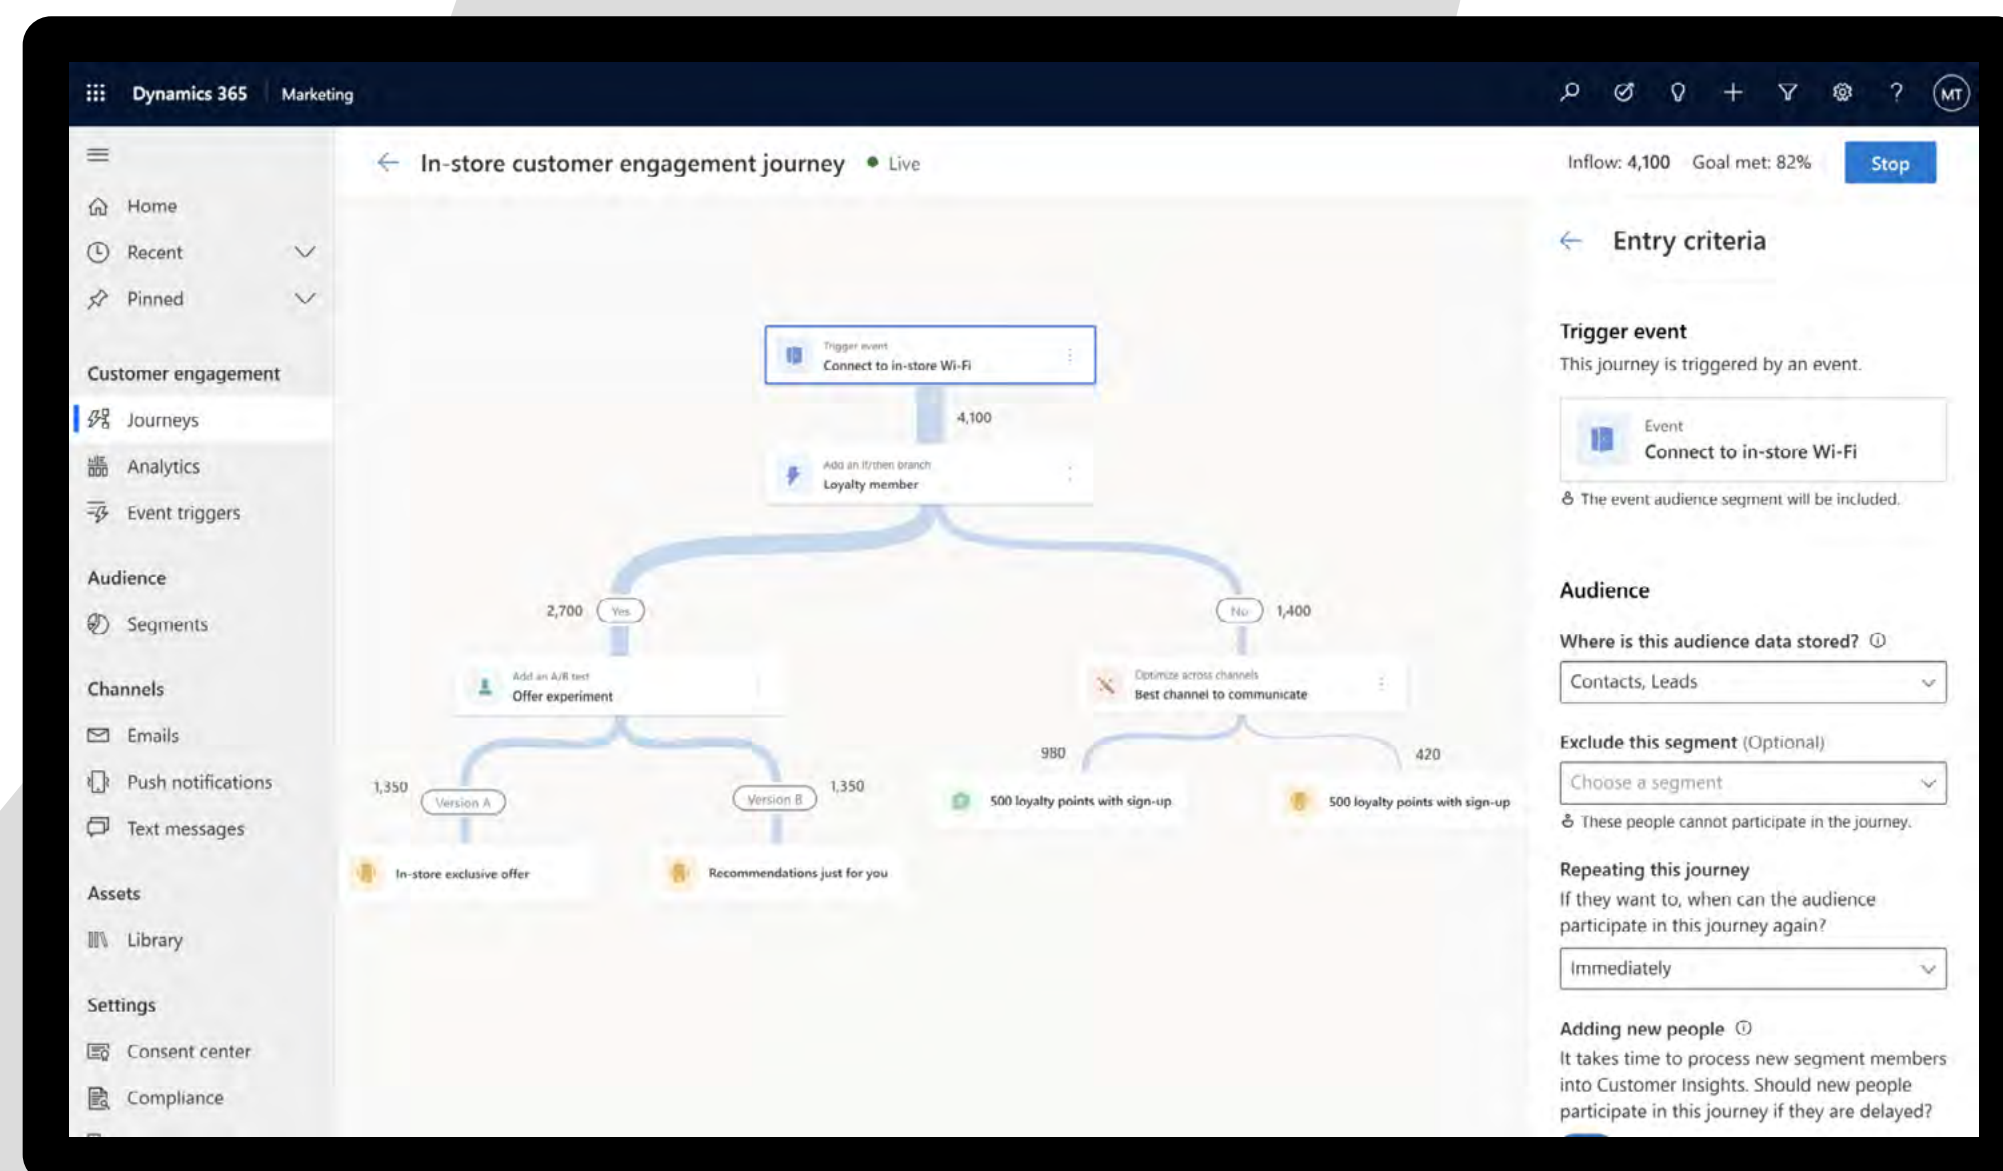 Dynamics 365 Marketing
MT
In-store customer engagement journey Live
Inflow: 4,100 Goal met: 82% Stop
Home
Recent
Pinned
Customer engagement
Journeys
Analytics
Event triggers
Audience
Segments
Channels
Emails
Push notifications
Text messages
Assets
Library
Settings
Consent center
Compliance
Trigger event
Connect to in-store Wi-Fi
4,100
Add an If/then branch
Loyalty member
2,700 Yes
No 1,400
Add an A/B test
Offer experiment
Optimize across channels
Best channel to communicate
1,350 Version A
Version B 1,350
980
420
500 loyalty points with sign-up
500 loyalty points with sign-up
In-store exclusive offer
Recommendations just for you
Entry criteria
Trigger event
This journey is triggered by an event.
Event
Connect to in-store Wi-Fi
The event audience segment will be included.
Audience
Where is this audience data stored?
Contacts, Leads
Exclude this segment (Optional)
Choose a segment
These people cannot participate in the journey.
Repeating this journey
If they want to, when can the audience
participate in this journey again?
Immediately
Adding new people
It takes time to process new segment members
into Customer Insights. Should new people
participate in this journey if they are delayed?